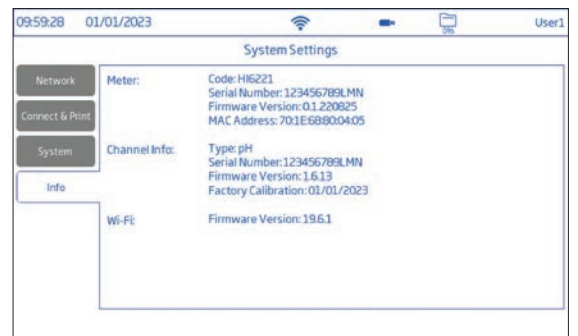 09:59:28 01/01/2023 0% User1
System Settings
Network
Connect & Print
System
Info
Meter:
Code: HI6221
Serial Number: 123456789LMN
Firmware Version: 0.1.220825
MAC Address: 70:1E:68:80:04:05
Channel Info:
Type: pH
Serial Number: 123456789LMN
Firmware Version: 1.6.13
Factory Calibration: 01/01/2023
Wi-Fi:
Firmware Version: 19.6.1